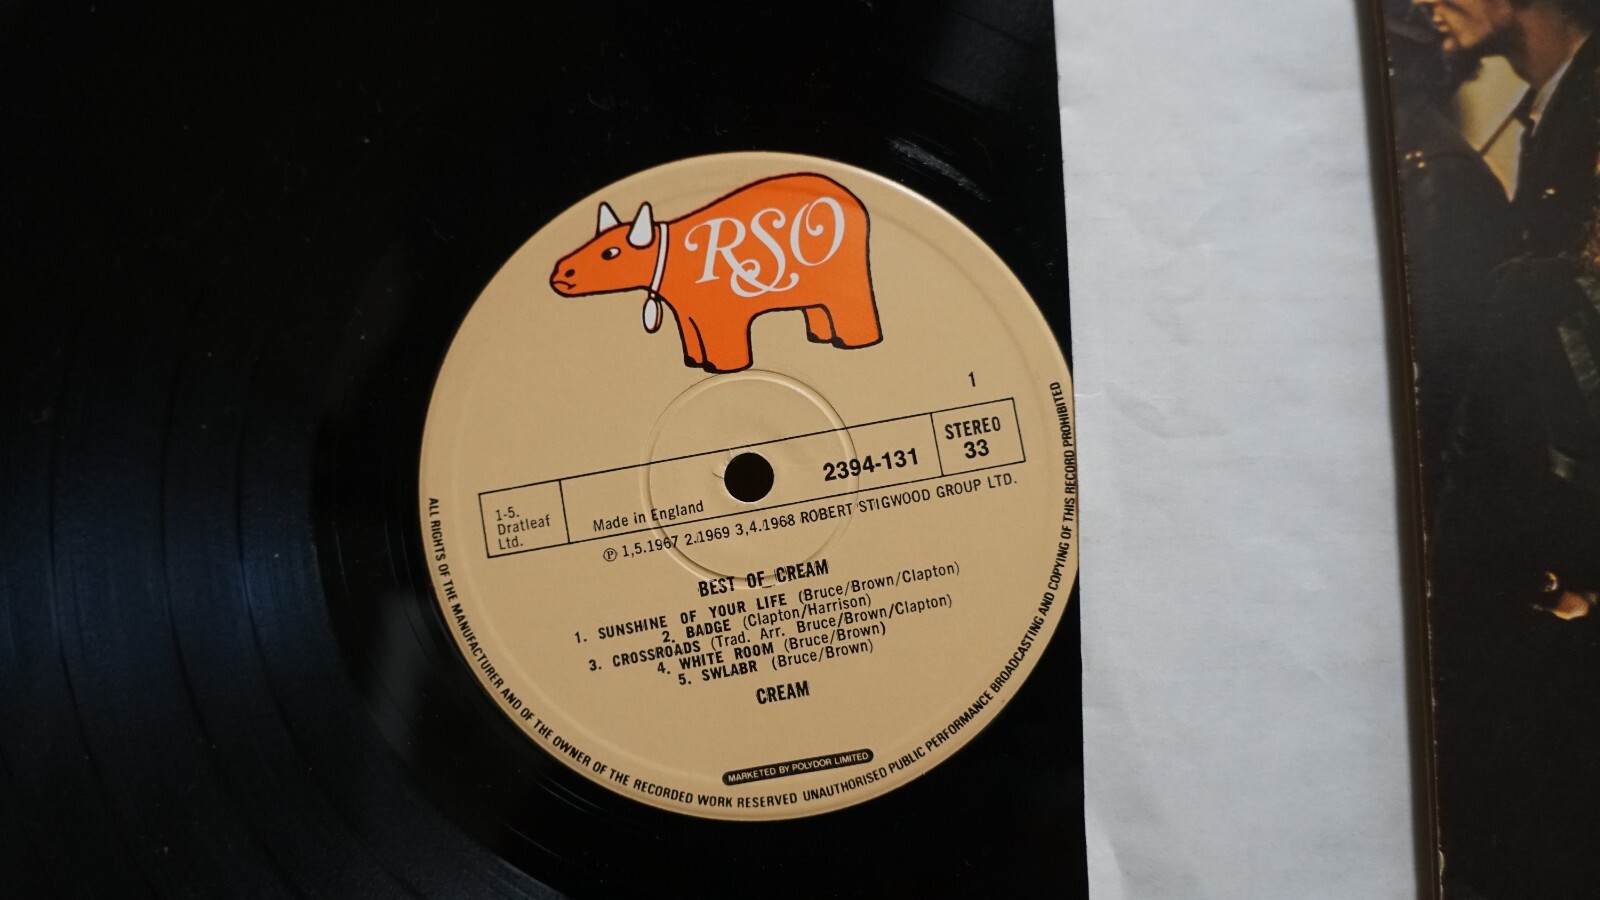 RSO
1
STEREO
33
2394-131
1-5.
Dratleaf
Ltd.
Made in England
℗ 1,5.1967 2.1969 3,4.1968 ROBERT STIGWOOD GROUP LTD.
BEST OF CREAM
1. SUNSHINE OF YOUR LIFE (Bruce/Brown/Clapton)
2. BADGE (Clapton/Harrison)
3. CROSSROADS (Trad. Arr. Bruce/Brown/Clapton)
4. WHITE ROOM (Bruce/Brown)
5. SWLABR (Bruce/Brown)
CREAM
MARKETED BY POLYDOR LIMITED
ALL RIGHTS OF THE MANUFACTURER AND OF THE OWNER OF THE RECORDED WORK RESERVED UNAUTHORISED PUBLIC PERFORMANCE BROADCASTING AND COPYING OF THIS RECORD PROHIBITED